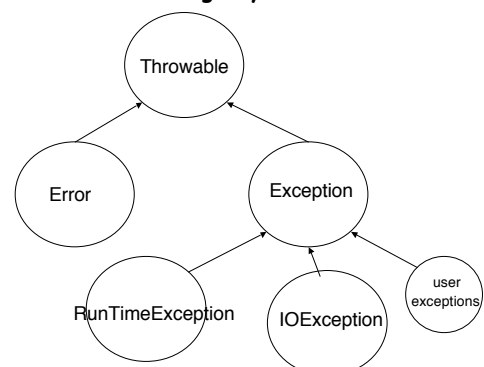 Throwable
Error
Exception
RunTimeException
IOException
user
exceptions